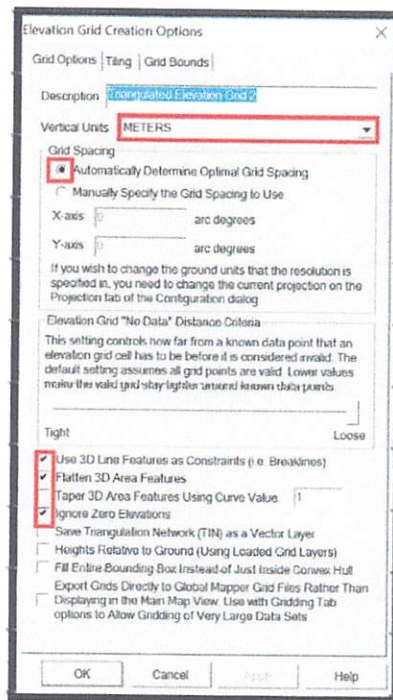 Elevation Grid Creation Options
Grid Options Tiling Grid Bounds
Description Triangulated Elevation Grid 2
Vertical Units METERS
Grid Spacing
Automatically Determine Optimal Grid Spacing
Manually Specify the Grid Spacing to Use
X-axis 0 arc degrees
Y-axis 0 arc degrees
If you wish to change the ground units that the resolution is
specified in, you need to change the current projection on the
Projection tab of the Configuration dialog
Elevation Grid "No Data" Distance Criteria
This setting controls how far from a known data point that an
elevation grid cell has to be before it is considered invalid. The
default setting assumes all grid points are valid. Lower values
make the valid grid stay tighter around known data points.
Tight Loose
Use 3D Line Features as Constraints (i.e. Breaklines)
Flatten 3D Area Features
Taper 3D Area Features Using Curve Value 1
Ignore Zero Elevations
Save Triangulation Network (TIN) as a Vector Layer
Heights Relative to Ground (Using Loaded Grid Layers)
Fill Entire Bounding Box Instead of Just Inside Convex Hull
Export Grids Directly to Global Mapper Grid Files Rather Than
Displaying in the Main Map View. Use with Gridding Tab
options to Allow Gridding of Very Large Data Sets
OK Cancel Apply Help